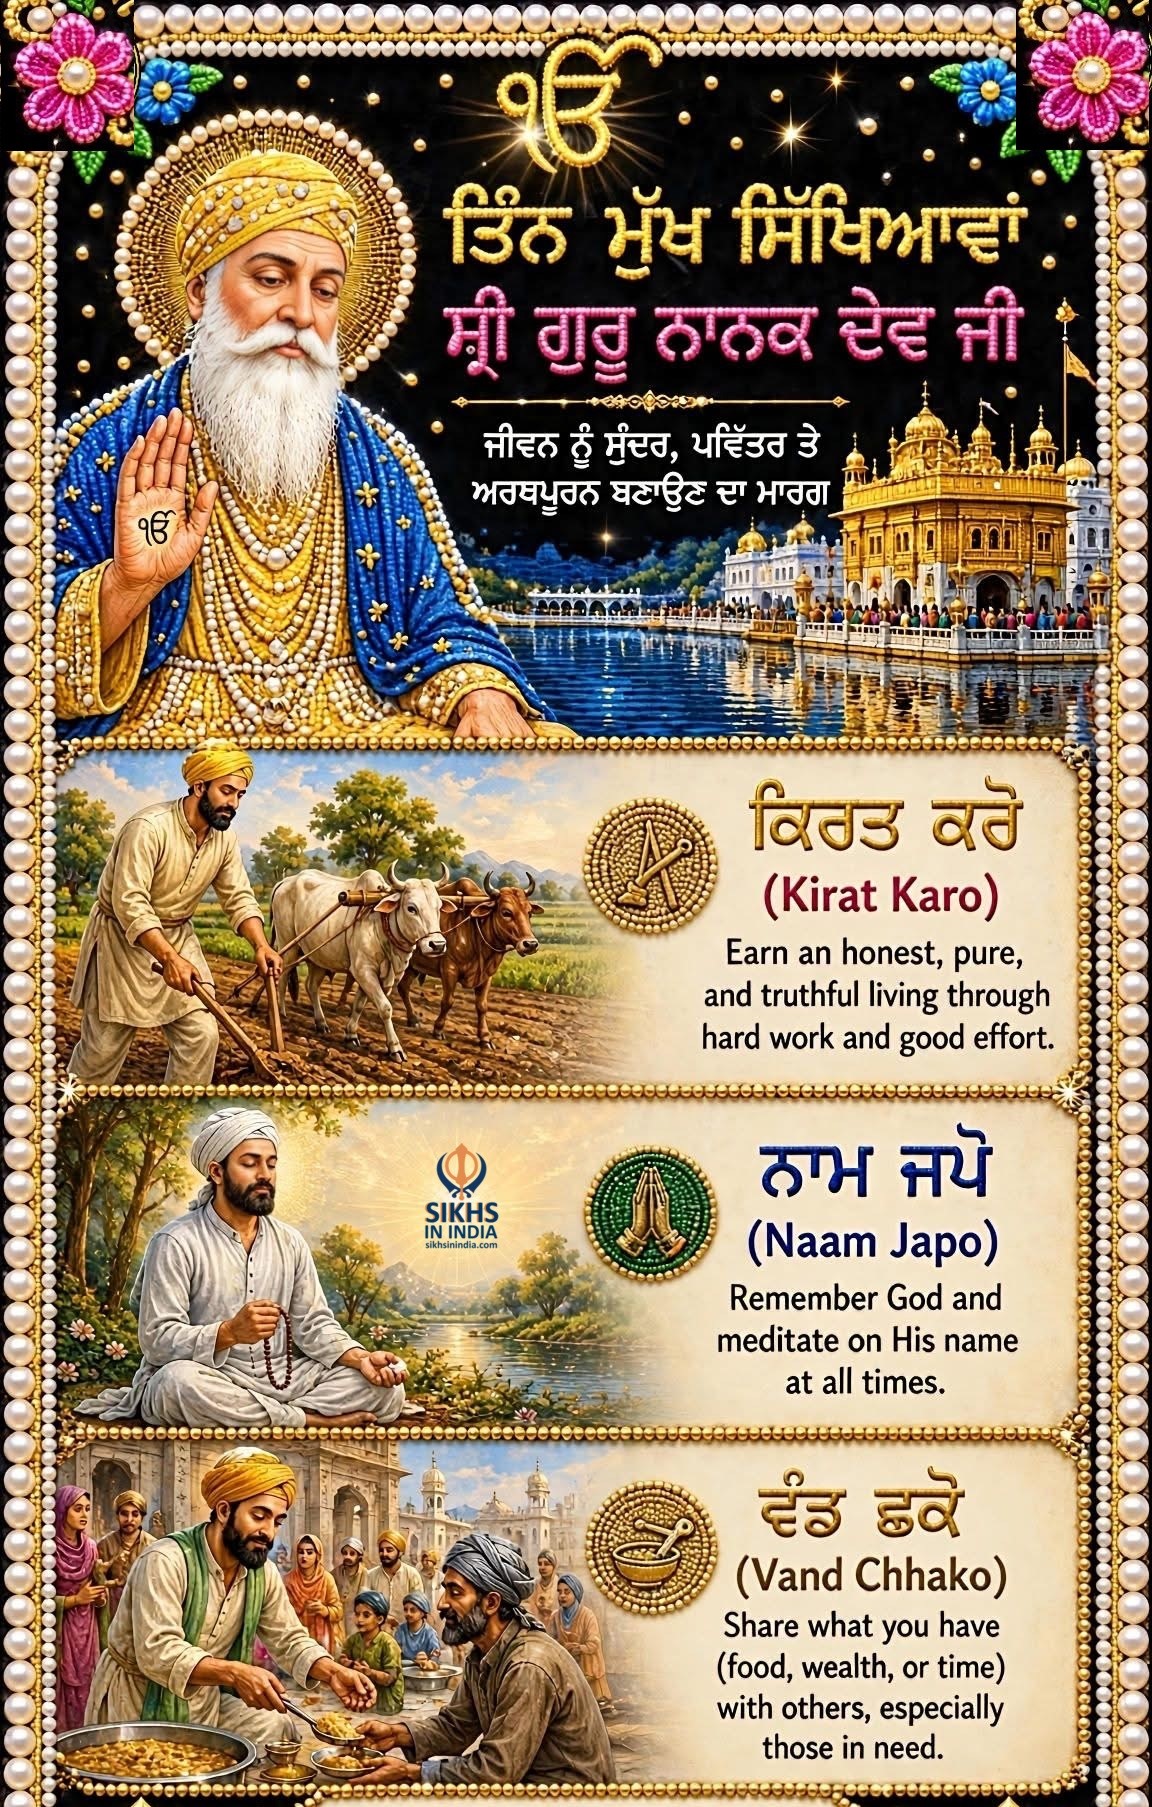 ੴ
ਤਿੰਨ ਮੁੱਖ ਸਿੱਖਿਆਵਾਂ
ਸ਼੍ਰੀ ਗੁਰੂ ਨਾਨਕ ਦੇਵ ਜੀ
ਜੀਵਨ ਨੂੰ ਸੁੰਦਰ, ਪਵਿੱਤਰ ਤੇ
ਅਰਥਪੂਰਨ ਬਣਾਉਣ ਦਾ ਮਾਰਗ
ੴ
ਕਿਰਤ ਕਰੋ
(Kirat Karo)
Earn an honest, pure,
and truthful living through
hard work and good effort.
SIKHS
IN INDIA
sikhsinindia.com
ਨਾਮ ਜਪੋ
(Naam Japo)
Remember God and
meditate on His name
at all times.
ਵੰਡ ਛਕੋ
(Vand Chhako)
Share what you have
(food, wealth, or time)
with others, especially
those in need.